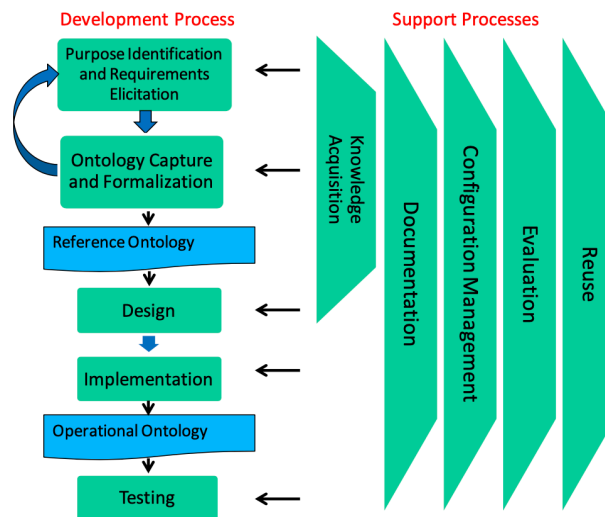 Development Process
Support Processes
Purpose Identification
and Requirements
Elicitation
Ontology Capture
and Formalization
Reference Ontology
Design
Implementation
Operational Ontology
Testing
Knowledge
Acquisition
Documentation
Configuration Management
Evaluation
Reuse